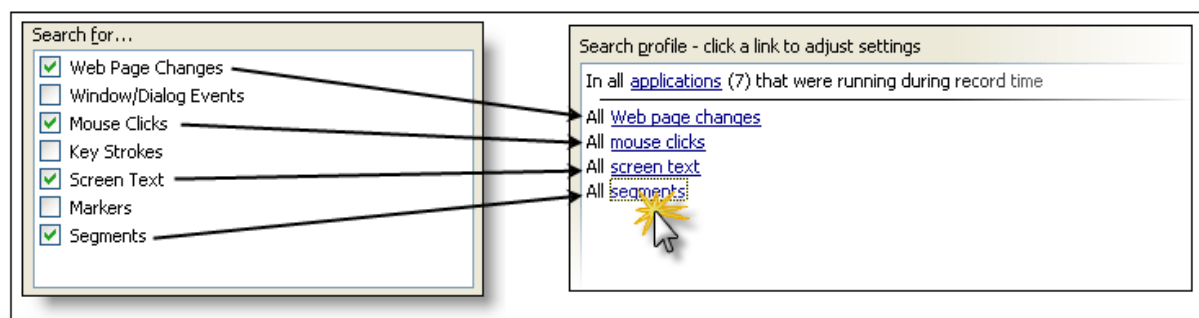 Search for...
Web Page Changes
Window/Dialog Events
Mouse Clicks
Key Strokes
Screen Text
Markers
Segments
Search profile - click a link to adjust settings
In all applications (7) that were running during record time
All Web page changes
All mouse clicks
All screen text
All segments